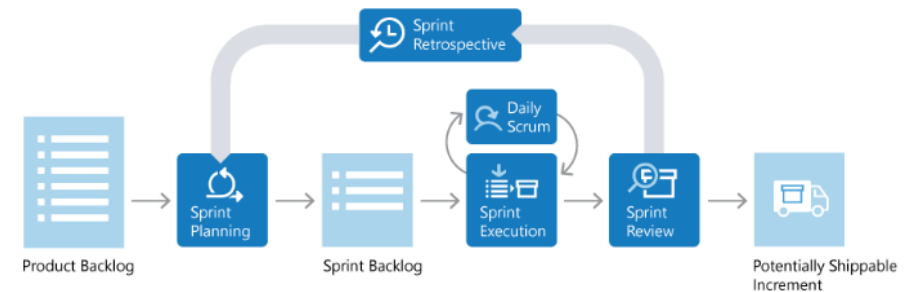 Sprint
Retrospective
Daily
Scrum
Sprint
Planning
Sprint
Execution
Sprint
Review
Product Backlog
Sprint Backlog
Potentially Shippable
Increment